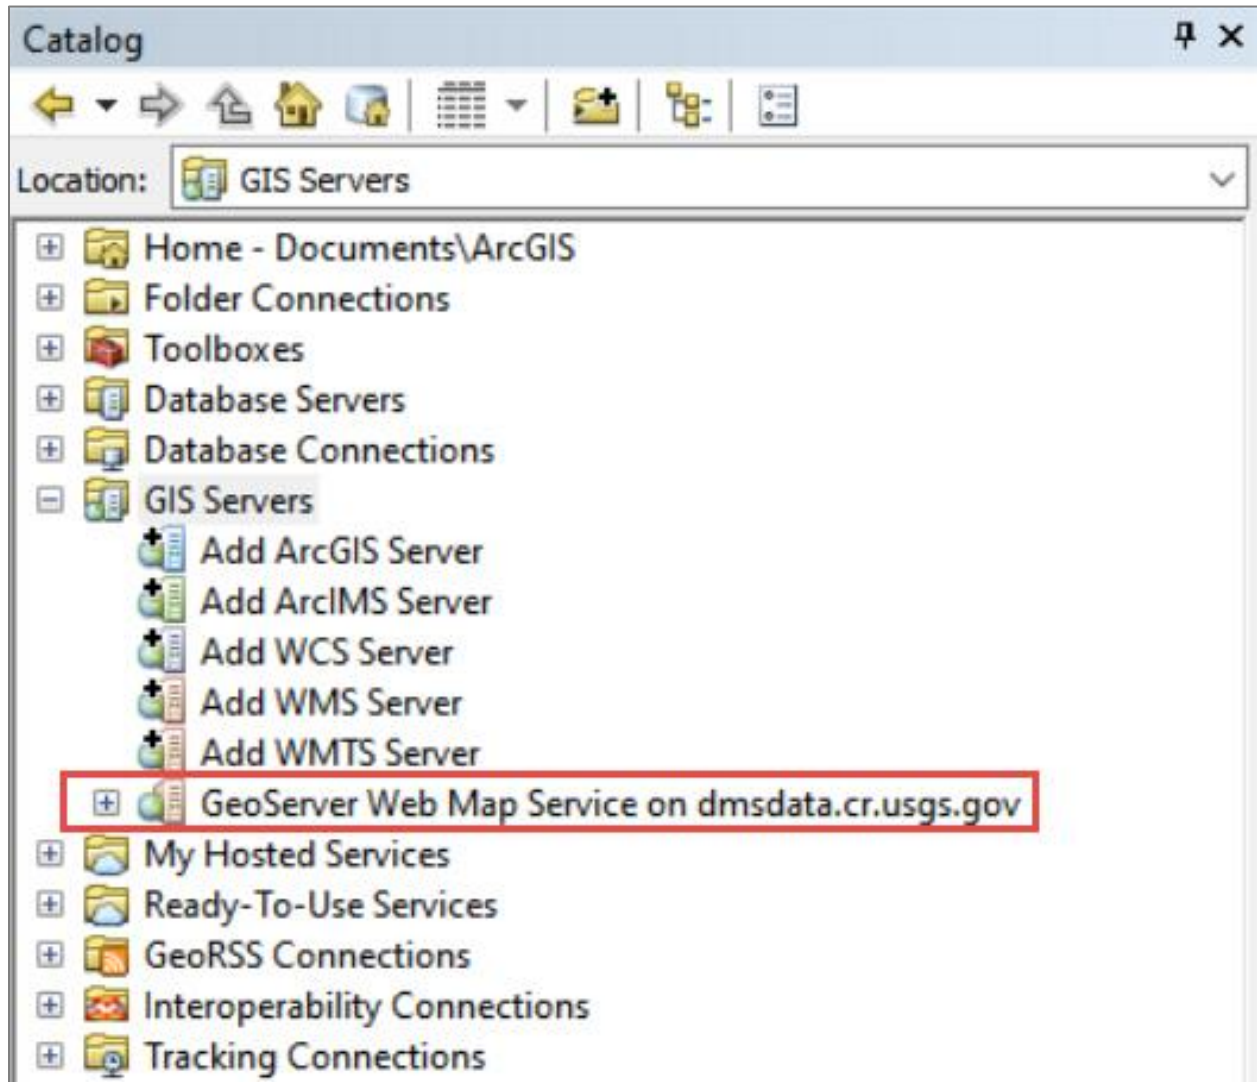 Catalog
Location: GIS Servers
Home - Documents\ArcGIS
Folder Connections
Toolboxes
Database Servers
Database Connections
GIS Servers
Add ArcGIS Server
Add ArcIMS Server
Add WCS Server
Add WMS Server
Add WMTS Server
GeoServer Web Map Service on dmsdata.cr.usgs.gov
My Hosted Services
Ready-To-Use Services
GeoRSS Connections
Interoperability Connections
Tracking Connections